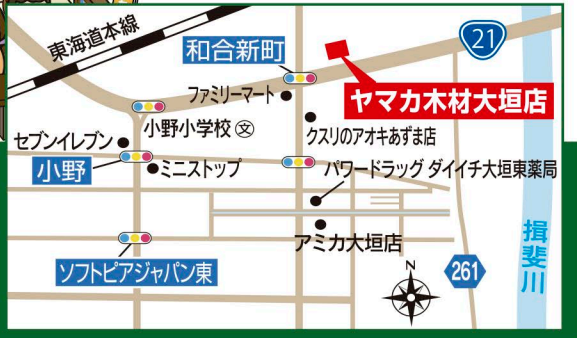 東海道本線
和合新町
21
ファミリーマート
ヤマカ木材大垣店
小野小学校 文
クスリのアオキあずま店
セブンイレブン
小野
ミニストップ
パワードラッグ ダイイチ大垣東薬局
アミカ大垣店
ソフトピアジャパン東
N
261
揖斐川